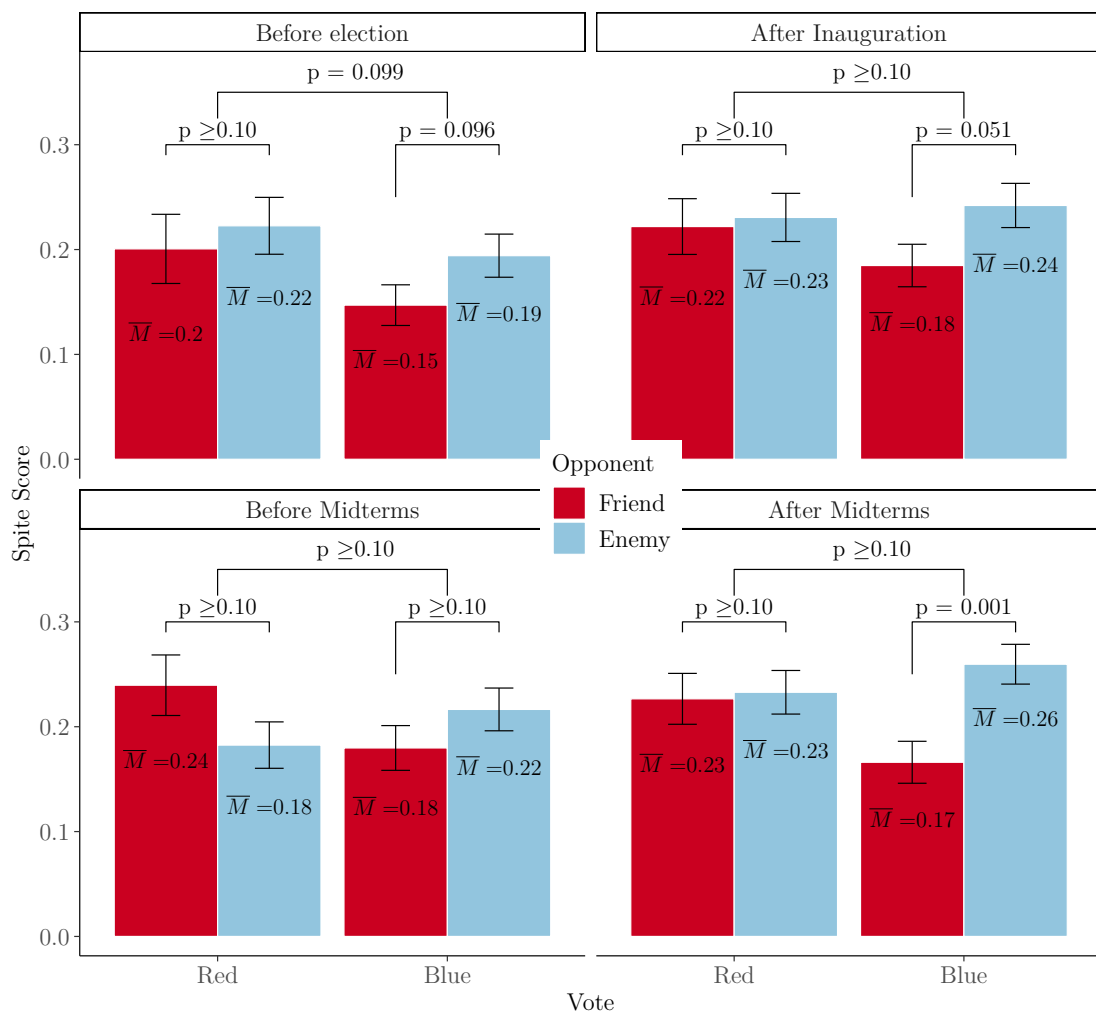 Before election
After Inauguration
p = 0.099
p ≥0.10
p ≥0.10
p = 0.096
p ≥0.10
p = 0.051
0.3
0.2
0.1
0.0
M̅ =0.2
M̅ =0.22
M̅ =0.15
M̅ =0.19
M̅ =0.22
M̅ =0.23
M̅ =0.18
M̅ =0.24
Spite Score
Opponent
Friend
Enemy
Before Midterms
After Midterms
p ≥0.10
p ≥0.10
p ≥0.10
p ≥0.10
p ≥0.10
p = 0.001
0.3
0.2
0.1
0.0
M̅ =0.24
M̅ =0.18
M̅ =0.18
M̅ =0.22
M̅ =0.23
M̅ =0.23
M̅ =0.17
M̅ =0.26
Red
Blue
Red
Blue
Vote